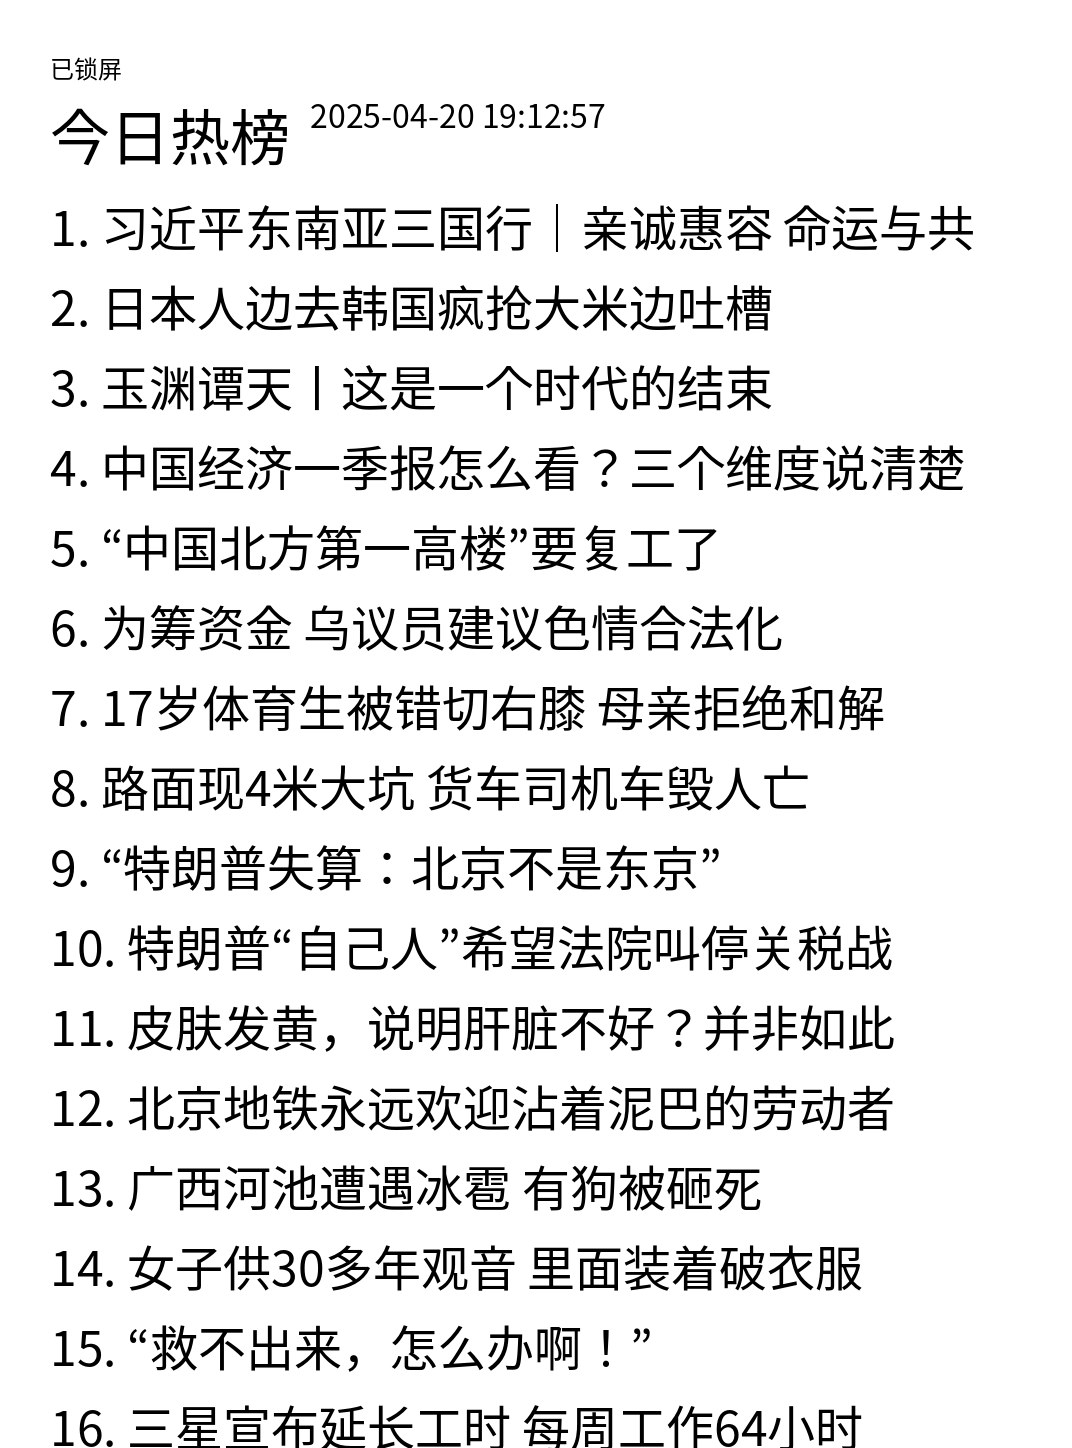 已锁屏
今日热榜 2025-04-20 19:12:57
1. 习近平东南亚三国行｜亲诚惠容 命运与共
2. 日本人边去韩国疯抢大米边吐槽
3. 玉渊谭天丨这是一个时代的结束
4. 中国经济一季报怎么看？三个维度说清楚
5. “中国北方第一高楼”要复工了
6. 为筹资金 乌议员建议色情合法化
7. 17岁体育生被错切右膝 母亲拒绝和解
8. 路面现4米大坑 货车司机车毁人亡
9. “特朗普失算：北京不是东京”
10. 特朗普“自己人”希望法院叫停关税战
11. 皮肤发黄，说明肝脏不好？并非如此
12. 北京地铁永远欢迎沾着泥巴的劳动者
13. 广西河池遭遇冰雹 有狗被砸死
14. 女子供30多年观音 里面装着破衣服
15. “救不出来，怎么办啊！”
16. 三星宣布延长工时 每周工作64小时